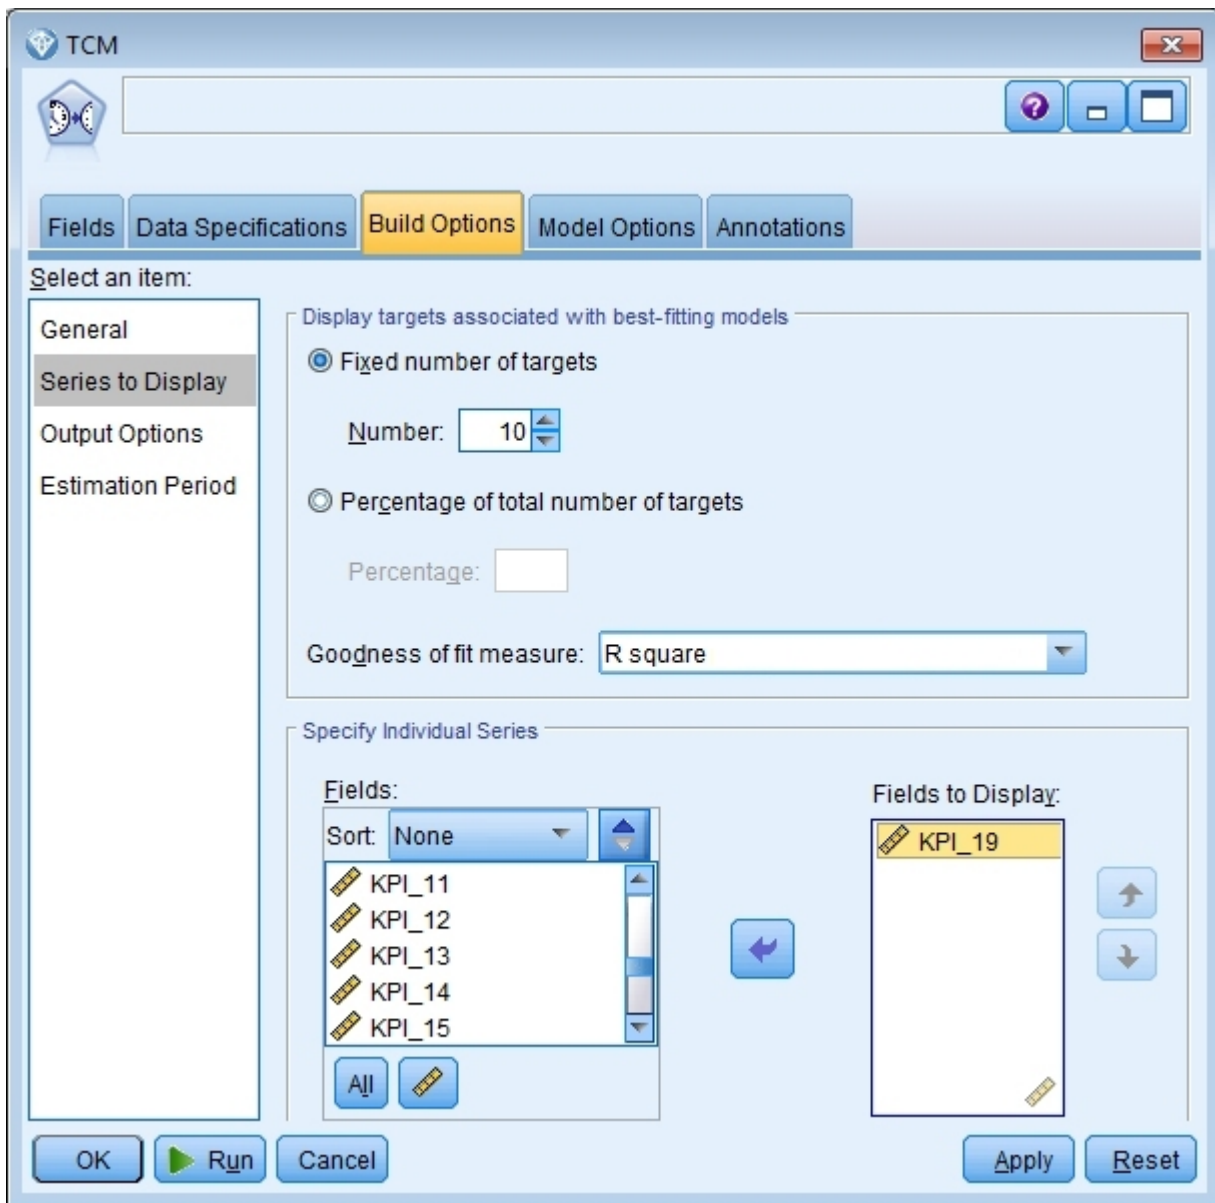 TCM
Fields Data Specifications Build Options Model Options Annotations
Select an item:
General
Series to Display
Output Options
Estimation Period
Display targets associated with best-fitting models
Fixed number of targets
Number: 10
Percentage of total number of targets
Percentage:
Goodness of fit measure: R square
Specify Individual Series
Fields:
Sort: None
KPI_11
KPI_12
KPI_13
KPI_14
KPI_15
All
Fields to Display:
KPI_19
OK Run Cancel Apply Reset